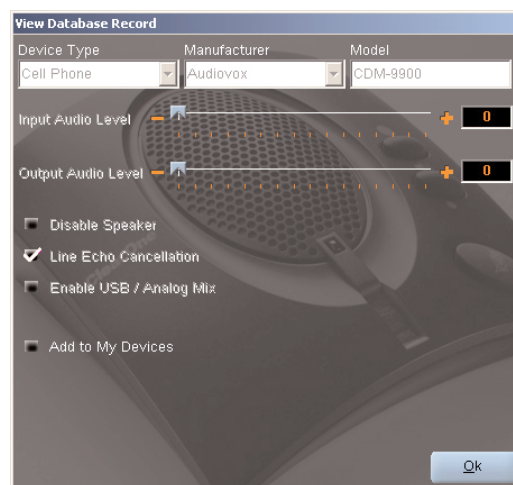 View Database Record
Device Type Manufacturer Model
Cell Phone Audiovox CDM-9900
Input Audio Level 0
Output Audio Level 0
Disable Speaker
Line Echo Cancellation
Enable USB / Analog Mix
Add to My Devices
Ok